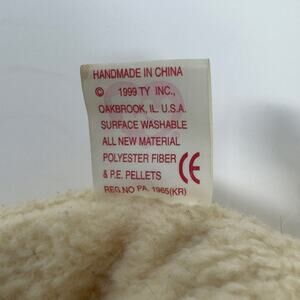 HANDMADE IN CHINA
© 1999 TY INC.,
OAKBROOK, IL. U.S.A.
SURFACE WASHABLE
ALL NEW MATERIAL
POLYESTER FIBER
& P.E. PELLETS CE
REG.NO PA. 1965(KR)